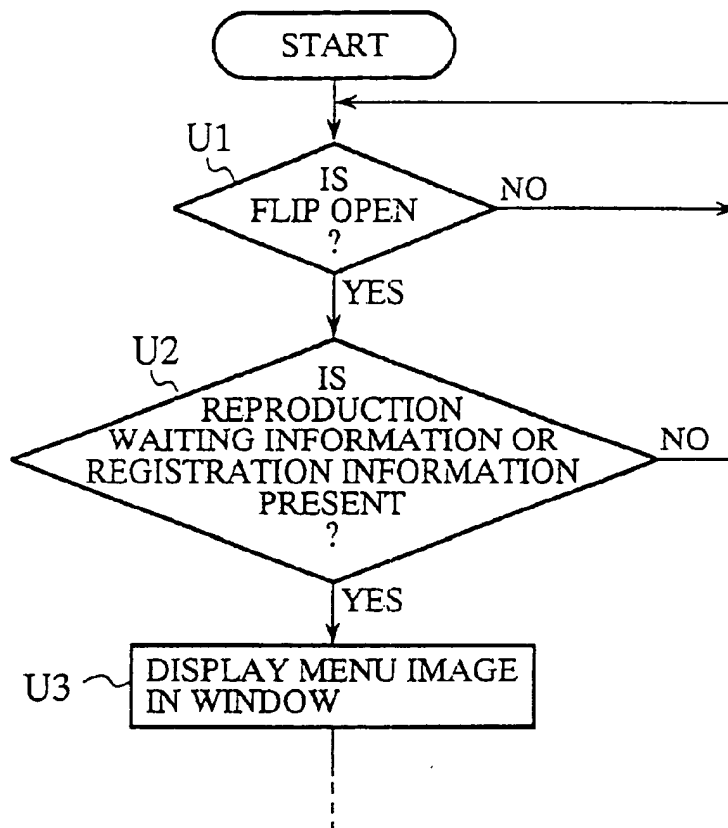 START
U1
IS
FLIP OPEN
?
NO
YES
U2
IS
REPRODUCTION
WAITING INFORMATION OR
REGISTRATION INFORMATION
PRESENT
?
NO
YES
U3
DISPLAY MENU IMAGE
IN WINDOW